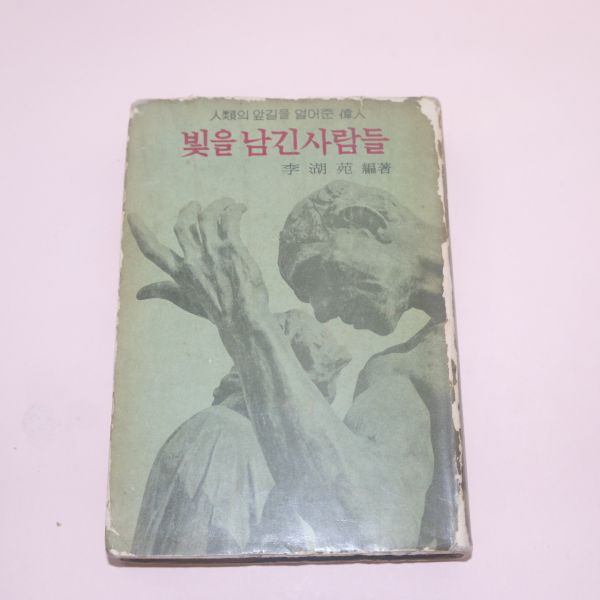 人類의 앞길을 열어준 偉人
빛을 남긴 사람들
李湖苑 編著